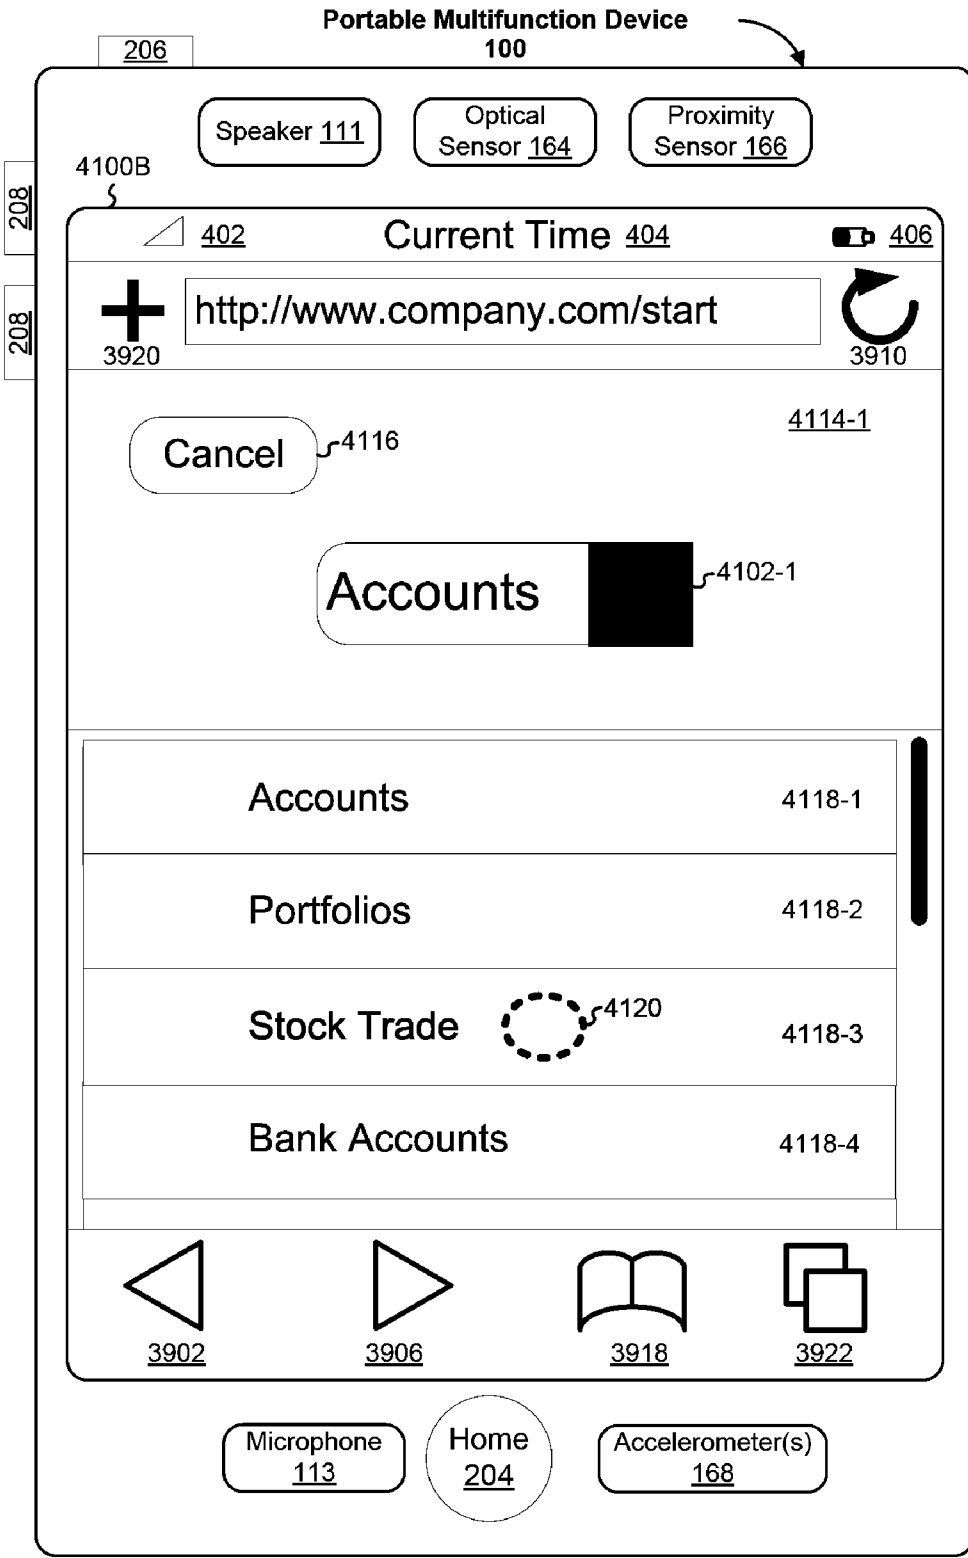 Portable Multifunction Device
100
206
Speaker 111
Optical
Sensor 164
Proximity
Sensor 166
208
4100B
402
Current Time 404
406
208
http://www.company.com/start
3920
3910
4114-1
Cancel
4116
Accounts
4102-1
Accounts
4118-1
Portfolios
4118-2
Stock Trade
4120
4118-3
Bank Accounts
4118-4
3902
3906
3918
3922
Microphone
113
Home
204
Accelerometer(s)
168